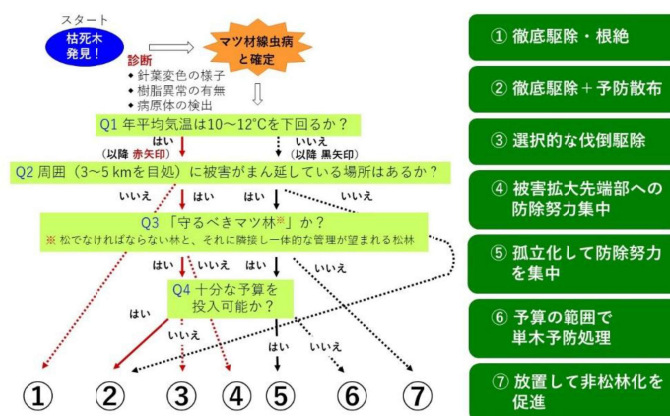 スタート
枯死木
発見！
マツ材線虫病
と確定
診断
◆ 針葉変色の様子
◆ 樹脂異常の有無
◆ 病原体の検出
Q1 年平均気温は10～12℃を下回るか？
はい
いいえ
（以降 赤矢印）
（以降 黒矢印）
Q2 周囲（3～5 kmを目処）に被害がまん延している場所はあるか？
いいえ
はい
はい
いいえ
Q3 「守るべきマツ林※」か？
※ 松でなければならない林と、それに隣接し一体的な管理が望まれる松林
はい
いいえ
はい
いいえ
Q4 十分な予算を
投入可能か？
はい
いいえ
はい
いいえ
①
②
③
④
⑤
⑥
⑦
① 徹底駆除・根絶
② 徹底駆除＋予防散布
③ 選択的な伐倒駆除
④ 被害拡大先端部への
防除努力集中
⑤ 孤立化して防除努力
を集中
⑥ 予算の範囲で
単木予防処理
⑦ 放置して非松林化を
促進